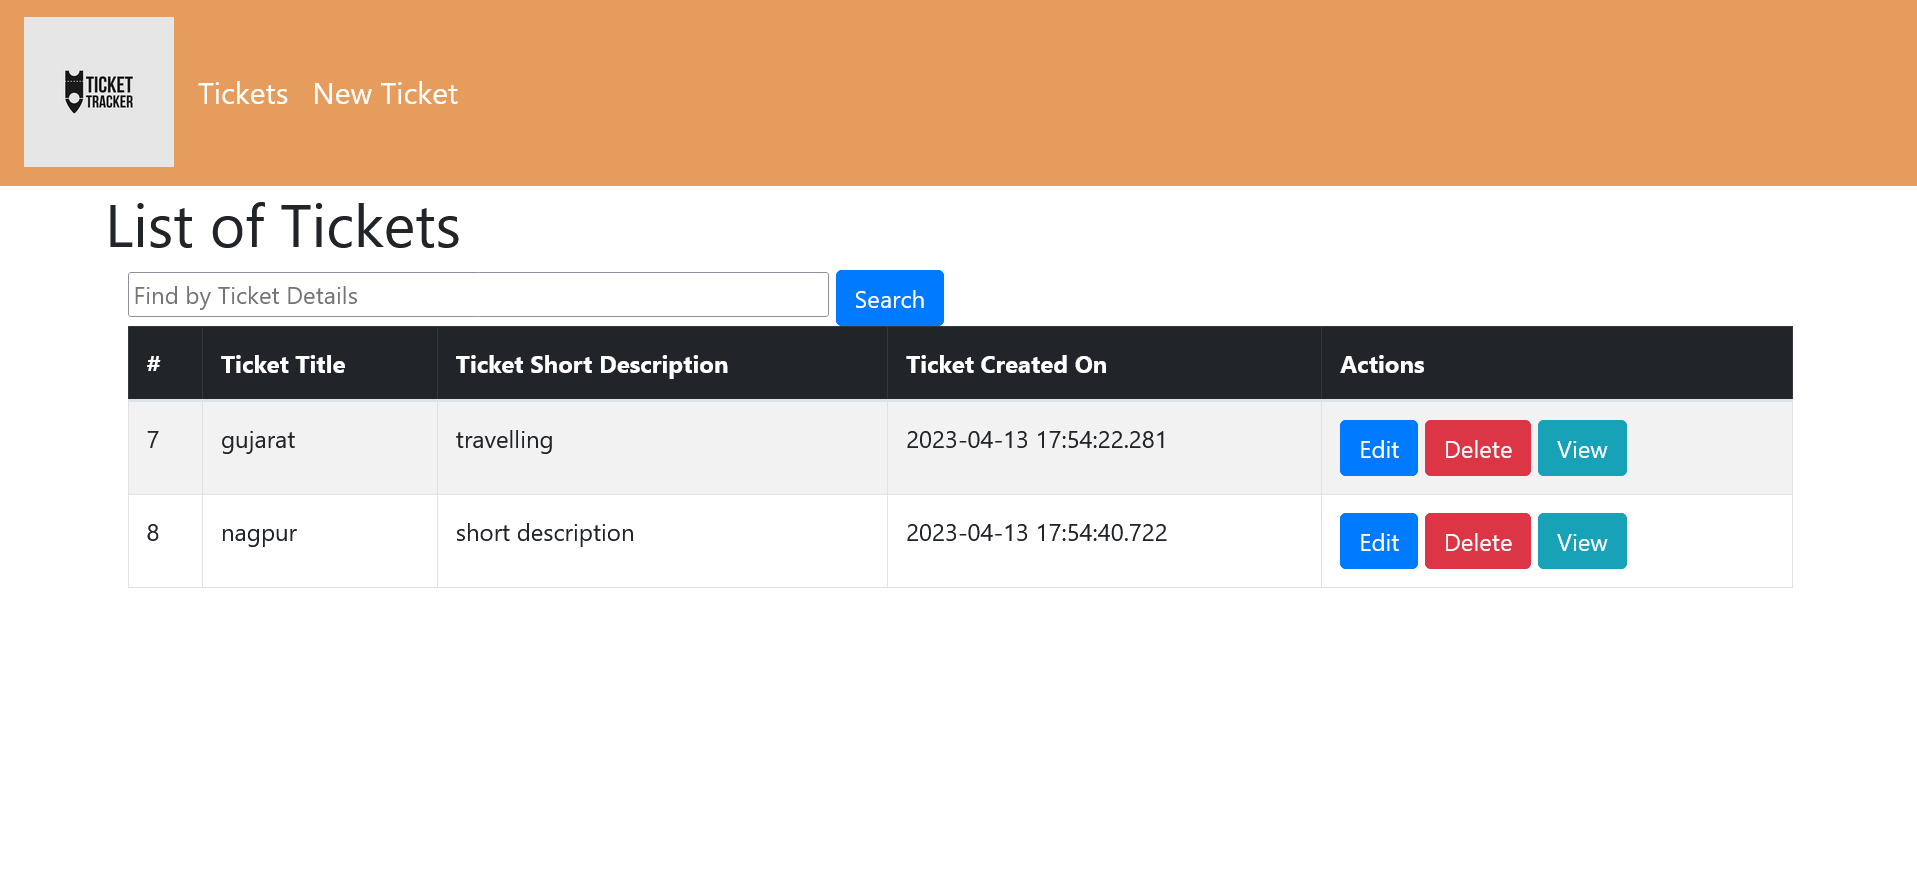 TICKET
TRACKER
Tickets New Ticket
List of Tickets
Find by Ticket Details Search
# Ticket Title Ticket Short Description Ticket Created On Actions
7 gujarat travelling 2023-04-13 17:54:22.281 Edit Delete View
8 nagpur short description 2023-04-13 17:54:40.722 Edit Delete View